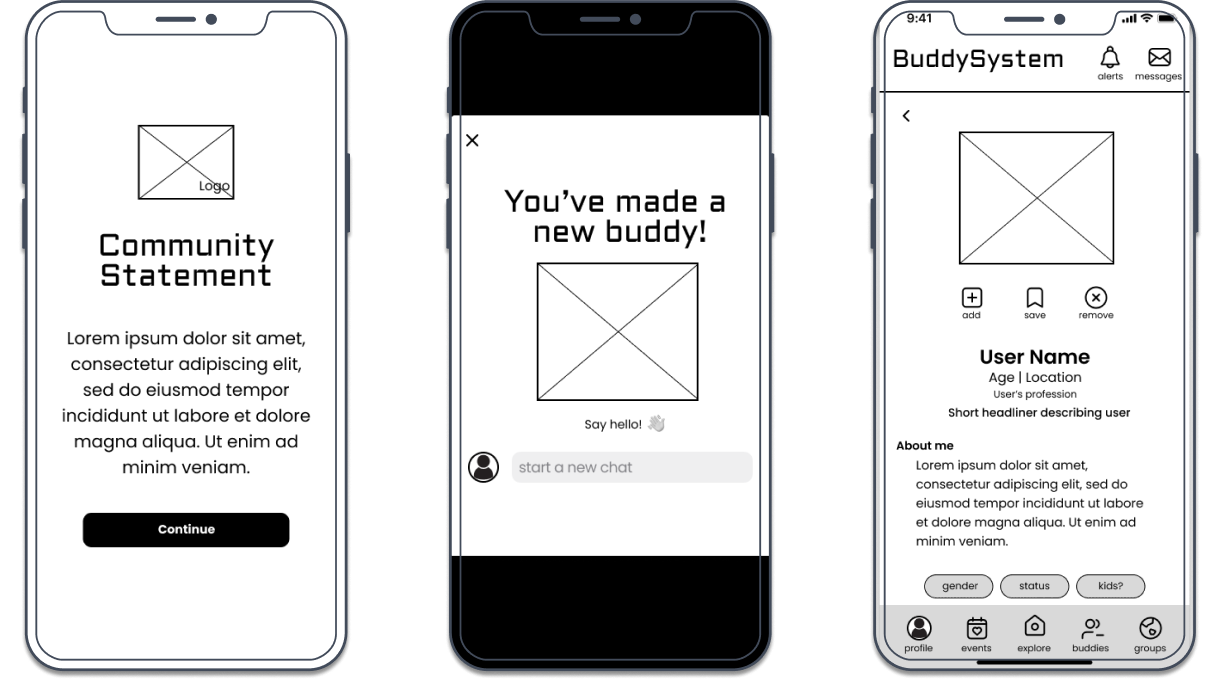 Logo
Community
Statement
Lorem ipsum dolor sit amet,
consectetur adipiscing elit,
sed do eiusmod tempor
incididunt ut labore et dolore
magna aliqua. Ut enim ad
minim veniam.
Continue
You've made a
new buddy!
Say hello! 👋
start a new chat
9:41
BuddySystem
alerts
messages
add
save
remove
User Name
Age | Location
User's profession
Short headliner describing user
About me
Lorem ipsum dolor sit amet,
consectetur adipiscing elit, sed do
eiusmod tempor incididunt ut labore
et dolore magna aliqua. Ut enim ad
minim veniam.
gender
status
kids?
profile
events
explore
buddies
groups